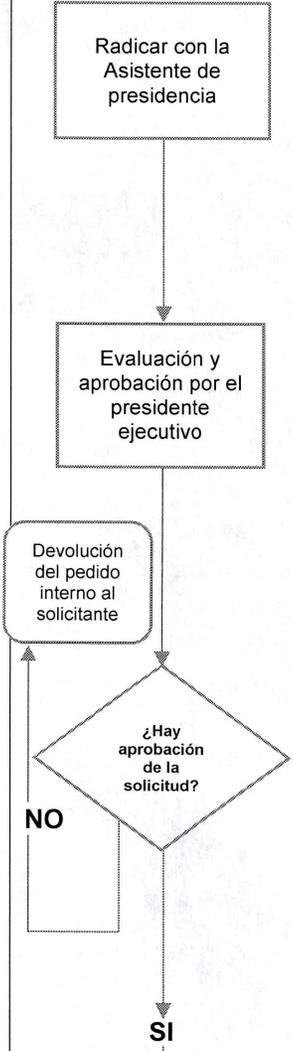 Radicar con la
Asistente de
presidencia
Evaluación y
aprobación por el
presidente
ejecutivo
Devolución
del pedido
interno al
solicitante
¿Hay
aprobación
de la
solicitud?
NO
SI